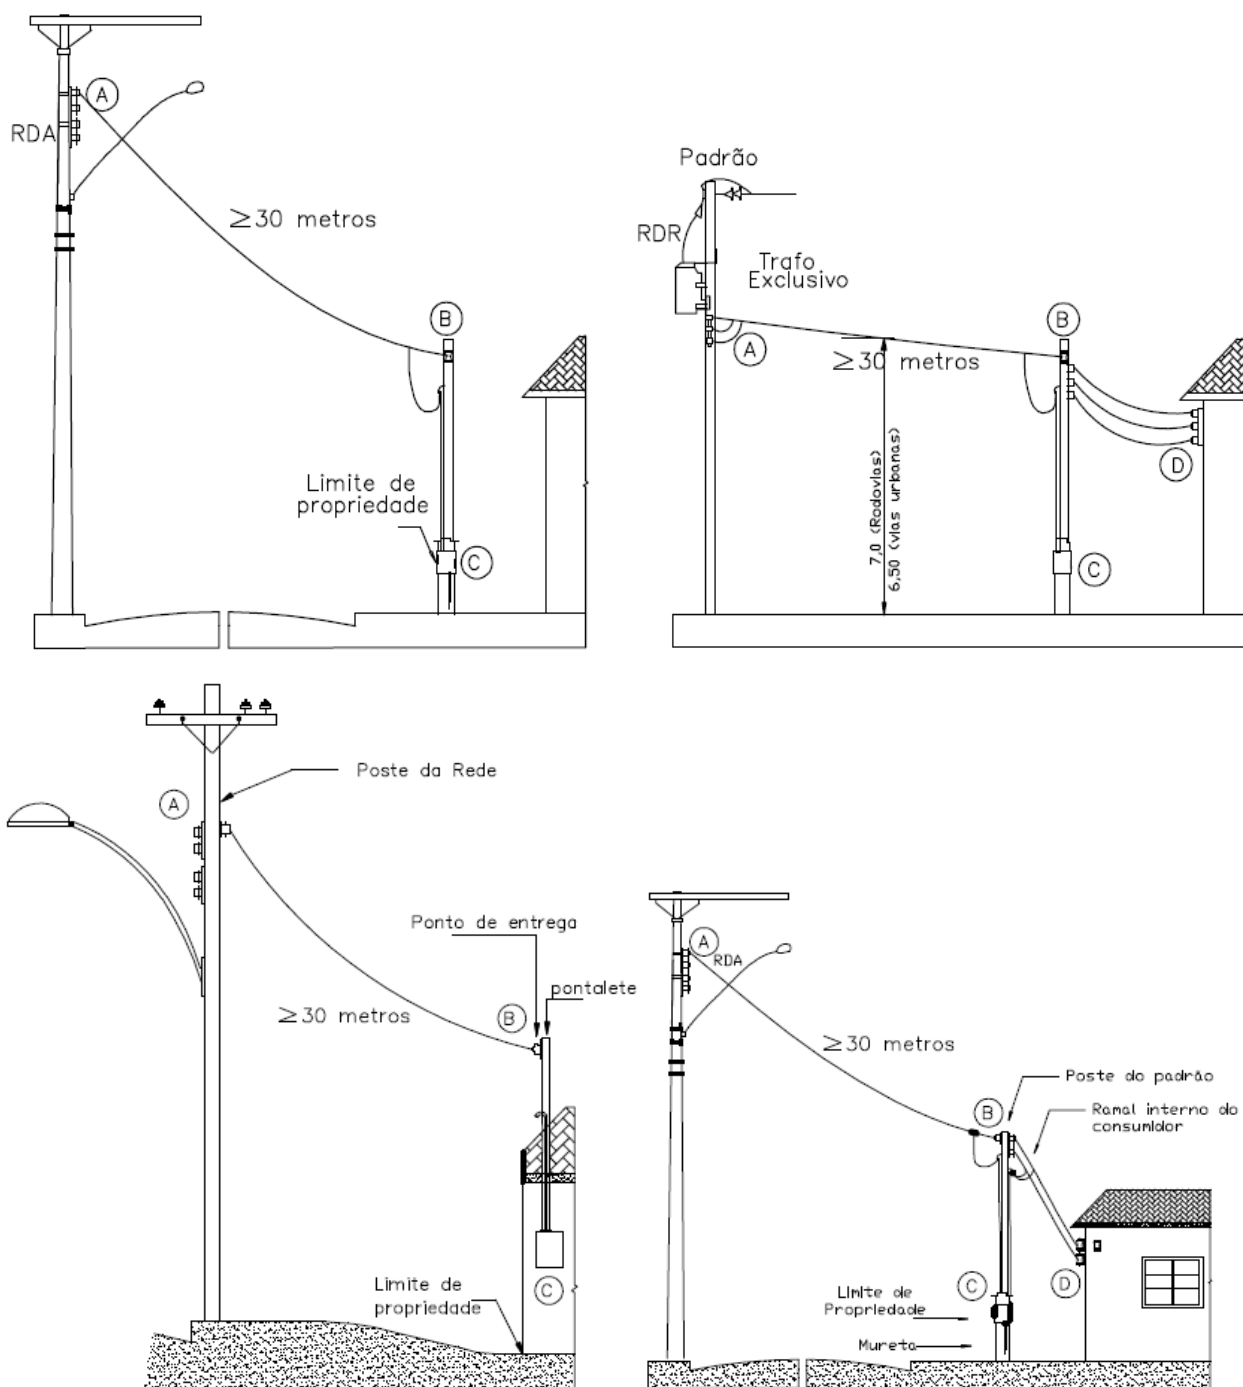 A
RDA
≥30 metros
B
Limite de
propriedade
C
Padrão
RDR
Trafo
Exclusivo
A
B
≥30 metros
7,0 (Rodovias)
6,50 (vias urbanas)
D
C
Poste da Rede
A
Ponto de entrega
pontalete
B
≥30 metros
C
Limite de
propriedade
A
RDA
≥30 metros
Poste do padrão
B
Ramal interno do
consumidor
C
D
Limite de
Propriedade
Mureta